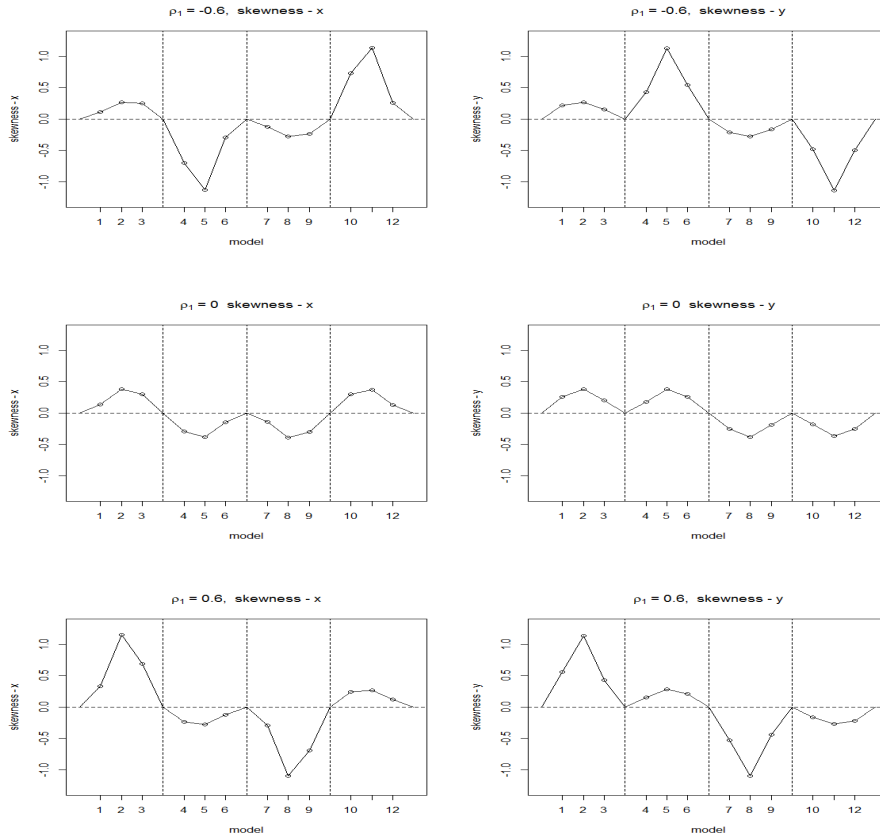 ρ₁ = -0.6, skewness - x
skewness - x
1.0
0.5
0.0
-0.5
-1.0
1 2 3 4 5 6 7 8 9 10 12
model
ρ₁ = -0.6, skewness - y
skewness - y
1.0
0.5
0.0
-0.5
-1.0
1 2 3 4 5 6 7 8 9 10 12
model
ρ₁ = 0 skewness - x
skewness - x
1.0
0.5
0.0
-0.5
-1.0
1 2 3 4 5 6 7 8 9 10 12
model
ρ₁ = 0 skewness - y
skewness - y
1.0
0.5
0.0
-0.5
-1.0
1 2 3 4 5 6 7 8 9 10 12
model
ρ₁ = 0.6, skewness - x
skewness - x
1.0
0.5
0.0
-0.5
-1.0
1 2 3 4 5 6 7 8 9 10 12
model
ρ₁ = 0.6, skewness - y
skewness - y
1.0
0.5
0.0
-0.5
-1.0
1 2 3 4 5 6 7 8 9 10 12
model